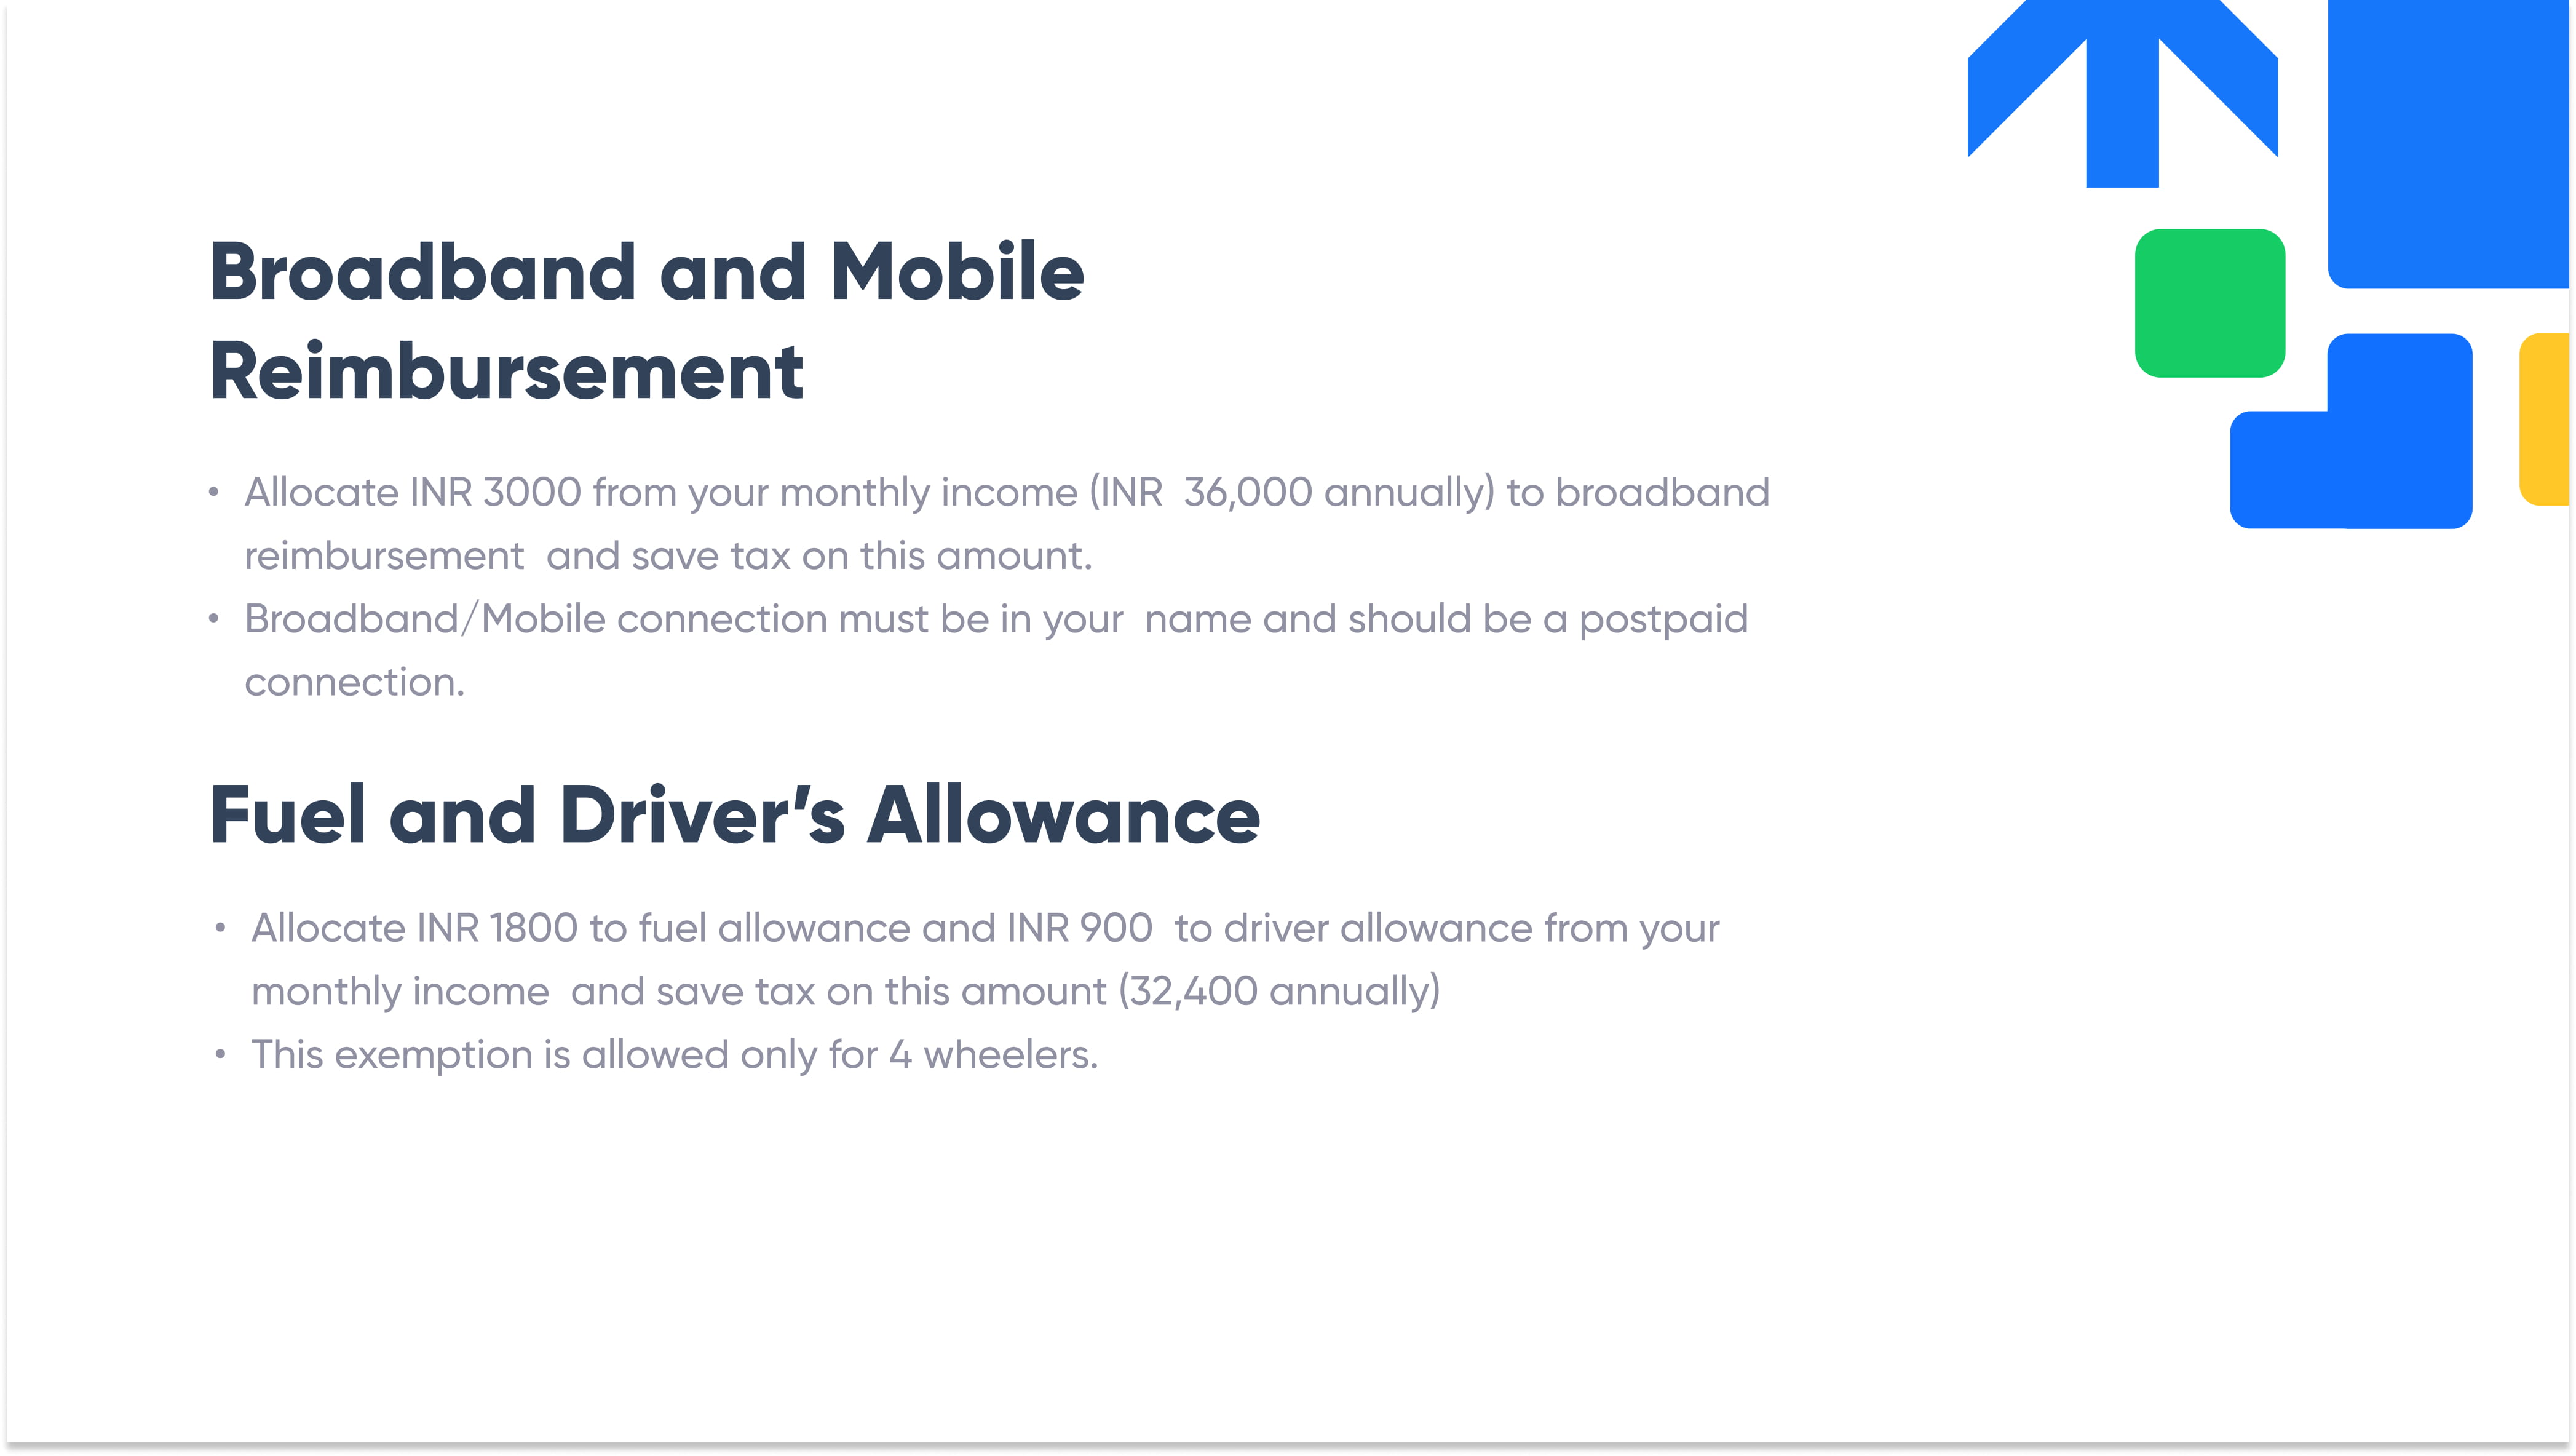 Broadband and Mobile
Reimbursement
• Allocate INR 3000 from your monthly income (INR  36,000 annually) to broadband
reimbursement  and save tax on this amount.
• Broadband/Mobile connection must be in your  name and should be a postpaid
connection.
Fuel and Driver’s Allowance
• Allocate INR 1800 to fuel allowance and INR 900  to driver allowance from your
monthly income  and save tax on this amount (32,400 annually)
• This exemption is allowed only for 4 wheelers.